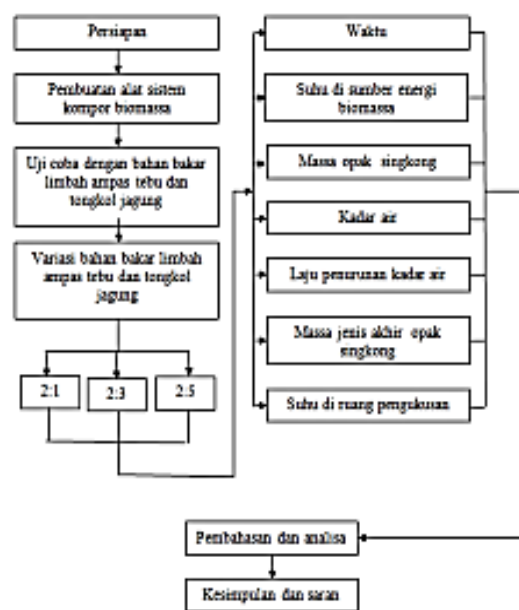 Persiapan
Pembuatan alat sistem
kompor biomassa
Uji coba dengan bahan bakar
limbah ampas tebu dan
tongkol jagung
Variasi bahan bakar limbah
ampas tebu dan tongkol
jagung
2:1
2:3
2:5
Waktu
Suhu di sumber energi
biomassa
Massa opak singkong
Kadar air
Laju penurunan kadar air
Massa jenis akhir opak
singkong
Suhu di ruang pengukusan
Pembahasan dan analisa
Kesimpulan dan saran